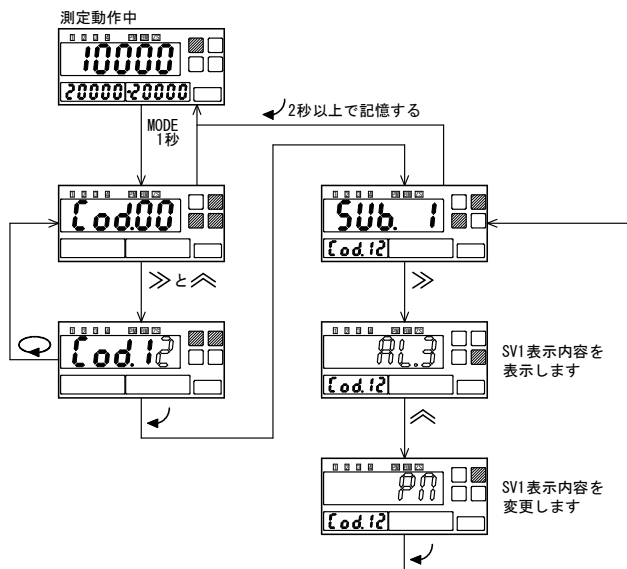 測定動作中
10000
20000
-20000
2秒以上で記憶する
MODE
1秒
Cod.00
SUb. 1
Cod.12
≫と︽
≫
Cod.12
AL.3
Cod.12
SV1表示内容を
表示します
︽
PM
Cod.12
SV1表示内容を
変更します